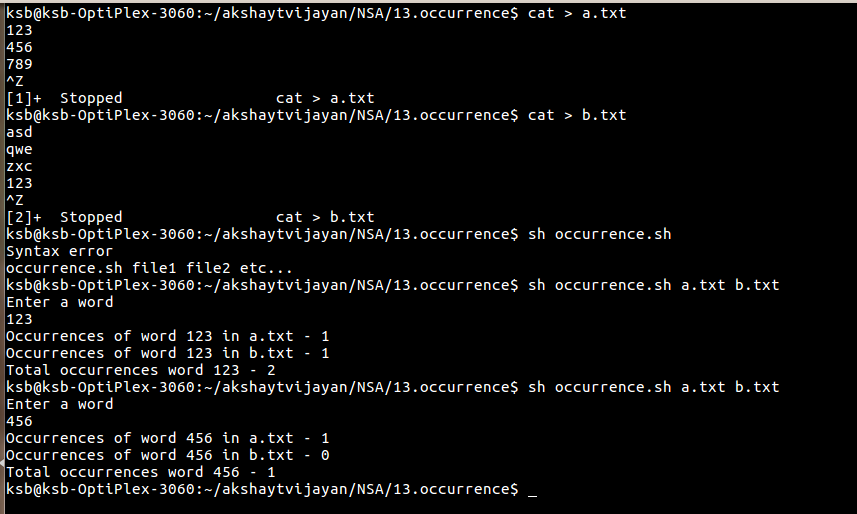 ksb@ksb-OptiPlex-3060:~/akshaytvijayan/NSA/13.occurrence$ cat > a.txt
123
456
789
^Z
[1]+  Stopped                 cat > a.txt
ksb@ksb-OptiPlex-3060:~/akshaytvijayan/NSA/13.occurrence$ cat > b.txt
asd
qwe
zxc
123
^Z
[2]+  Stopped                 cat > b.txt
ksb@ksb-OptiPlex-3060:~/akshaytvijayan/NSA/13.occurrence$ sh occurrence.sh
Syntax error
occurrence.sh file1 file2 etc...
ksb@ksb-OptiPlex-3060:~/akshaytvijayan/NSA/13.occurrence$ sh occurrence.sh a.txt b.txt
Enter a word
123
Occurrences of word 123 in a.txt - 1
Occurrences of word 123 in b.txt - 1
Total occurrences word 123 - 2
ksb@ksb-OptiPlex-3060:~/akshaytvijayan/NSA/13.occurrence$ sh occurrence.sh a.txt b.txt
Enter a word
456
Occurrences of word 456 in a.txt - 1
Occurrences of word 456 in b.txt - 0
Total occurrences word 456 - 1
ksb@ksb-OptiPlex-3060:~/akshaytvijayan/NSA/13.occurrence$ _